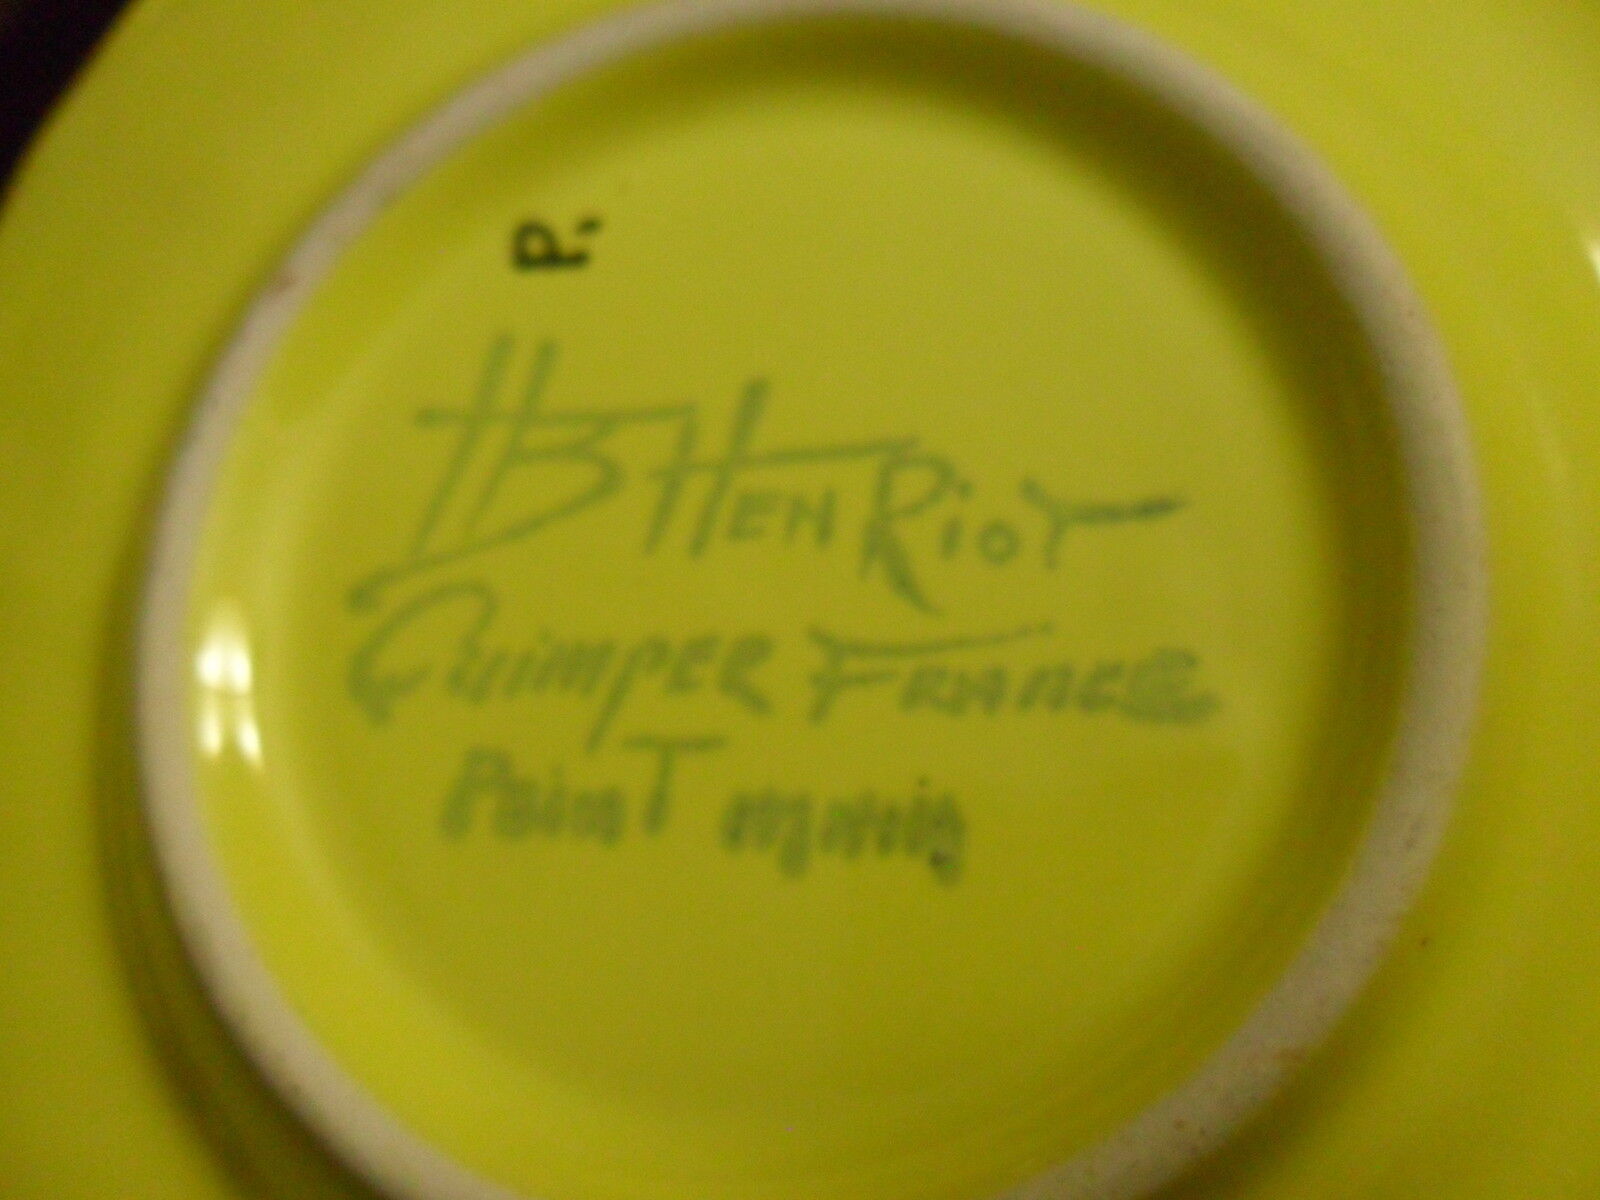 P.
HB HENRIOT
Quimper France
Peint main